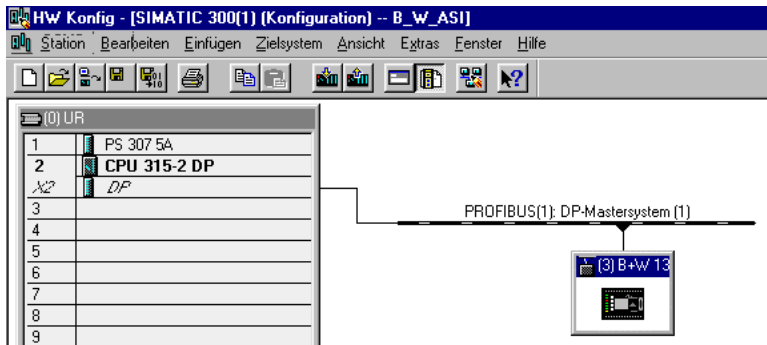 HW Konfig - [SIMATIC 300(1) (Konfiguration) -- B_W_ASI]
Station Bearbeiten Einfügen Zielsystem Ansicht Extras Fenster Hilfe
(0) UR
1 PS 307 5A
2 CPU 315-2 DP
X2 DP
3
4
5
6
7
8
9
PROFIBUS(1): DP-Mastersystem (1)
(3) B+W 13